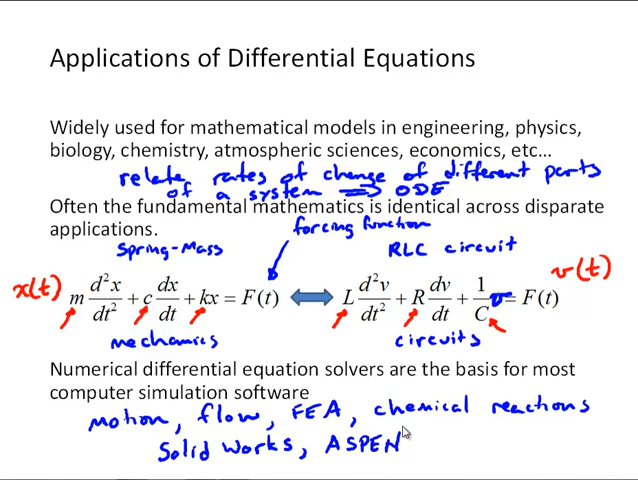 Applications of Differential Equations
Widely used for mathematical models in engineering, physics,
biology, chemistry, atmospheric sciences, economics, etc…
relate rates of change of different parts
of a system ⟹ ODE
Often the fundamental mathematics is identical across disparate
applications.
forcing function
Spring-Mass RLC circuit
x(t) v(t)
m d²x/dt² + c dx/dt + kx = F(t) ⇔ L d²v/dt² + R dv/dt + 1/C v = F(t)
mechanics circuits
Numerical differential equation solvers are the basis for most
computer simulation software
motion, flow, FEA, chemical reactions
Solid Works, ASPEN